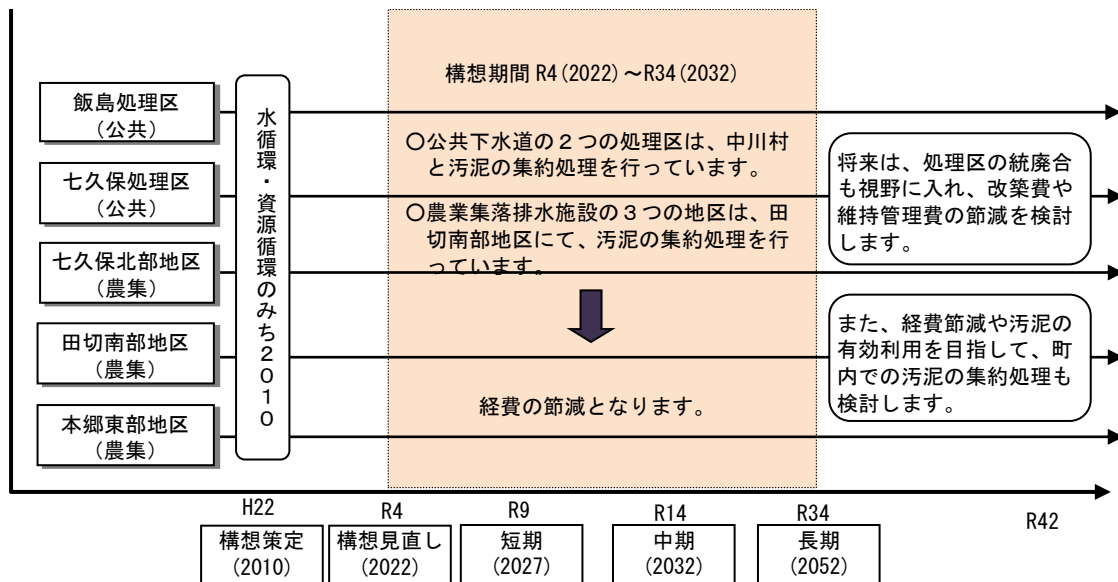 構想期間 R4(2022)～R34(2032)
飯島処理区
（公共）
七久保処理区
（公共）
七久保北部地区
（農集）
田切南部地区
（農集）
本郷東部地区
（農集）
水循環・資源循環のみち２０１０
〇公共下水道の２つの処理区は、中川村
と汚泥の集約処理を行っています。
〇農業集落排水施設の３つの地区は、田
切南部地区にて、汚泥の集約処理を行
っています。
経費の節減となります。
将来は、処理区の統廃合
も視野に入れ、改築費や
維持管理費の節減を検討
します。
また、経費節減や汚泥の
有効利用を目指して、町
内での汚泥の集約処理も
検討します。
H22
R4
R9
R14
R34
R42
構想策定
(2010)
構想見直し
(2022)
短期
(2027)
中期
(2032)
長期
(2052)